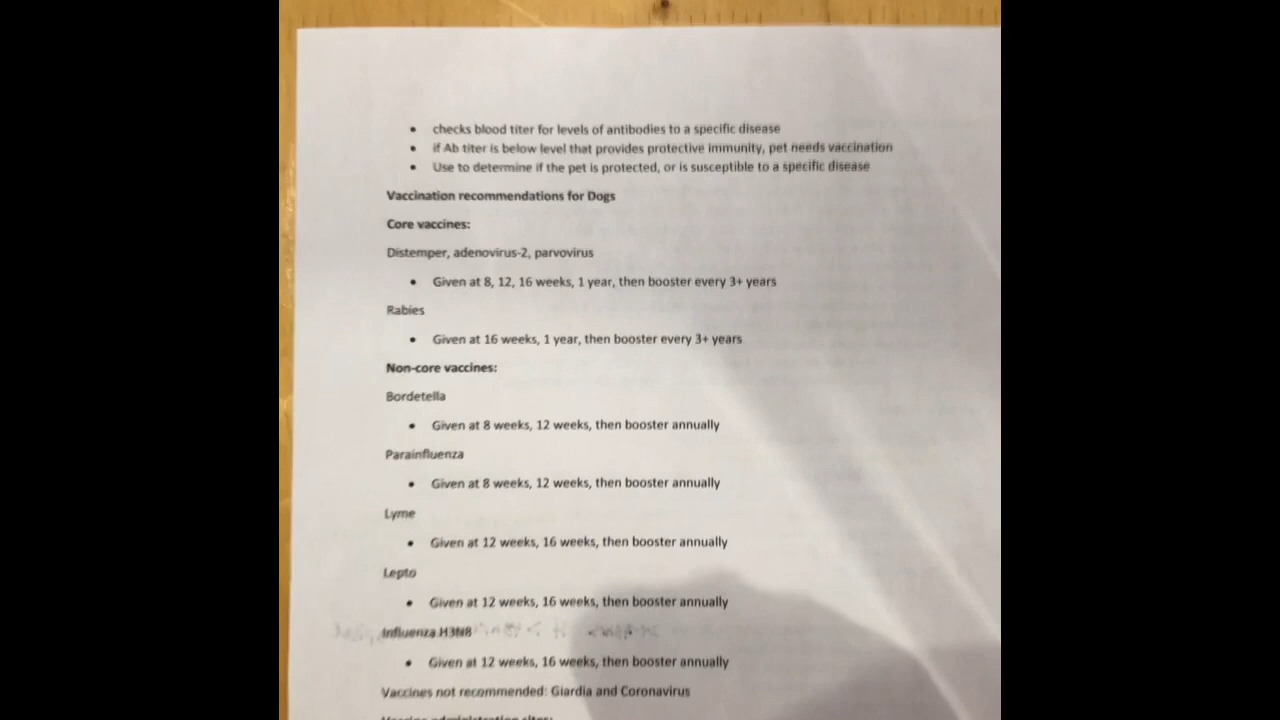 • checks blood titer for levels of antibodies to a specific disease
• if Ab titer is below level that provides protective immunity, pet needs vaccination
• Use to determine if the pet is protected, or is susceptible to a specific disease
Vaccination recommendations for Dogs
Core vaccines:
Distemper, adenovirus-2, parvovirus
• Given at 8, 12, 16 weeks, 1 year, then booster every 3+ years
Rabies
• Given at 16 weeks, 1 year, then booster every 3+ years
Non-core vaccines:
Bordetella
• Given at 8 weeks, 12 weeks, then booster annually
Parainfluenza
• Given at 8 weeks, 12 weeks, then booster annually
Lyme
• Given at 12 weeks, 16 weeks, then booster annually
Lepto
• Given at 12 weeks, 16 weeks, then booster annually
Influenza H3N8
• Given at 12 weeks, 16 weeks, then booster annually
Vaccines not recommended: Giardia and Coronavirus
Vaccine administration sites: